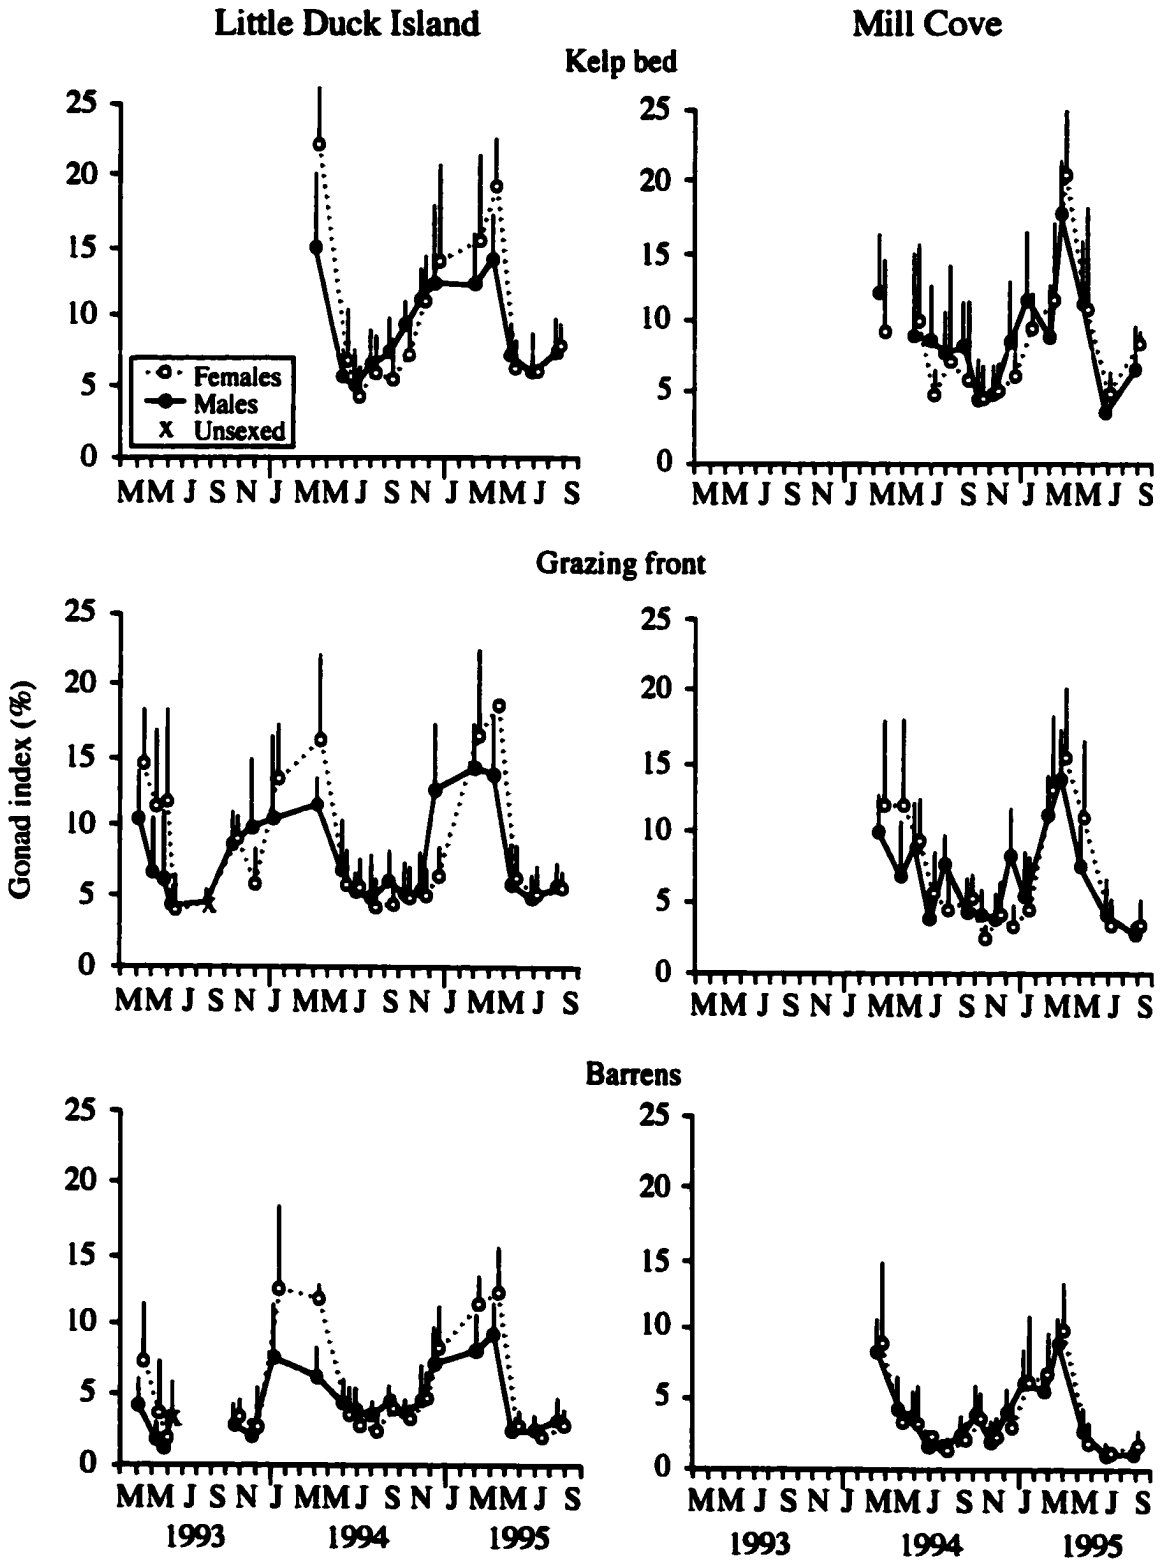 Little Duck Island Mill Cove
Kelp bed
25 25
20 20
15 15
10 10
5 5
0 0
Females
Males
X Unsexed
M M J S N J M M J S N J M M J S M M J S N J M M J S N J M M J S
Grazing front
Gonad index (%)
25 25
20 20
15 15
10 10
5 5
0 0
M M J S N J M M J S N J M M J S M M J S N J M M J S N J M M J S
Barrens
25 25
20 20
15 15
10 10
5 5
0 0
M M J S N J M M J S N J M M J S M M J S N J M M J S N J M M J S
1993 1994 1995 1993 1994 1995